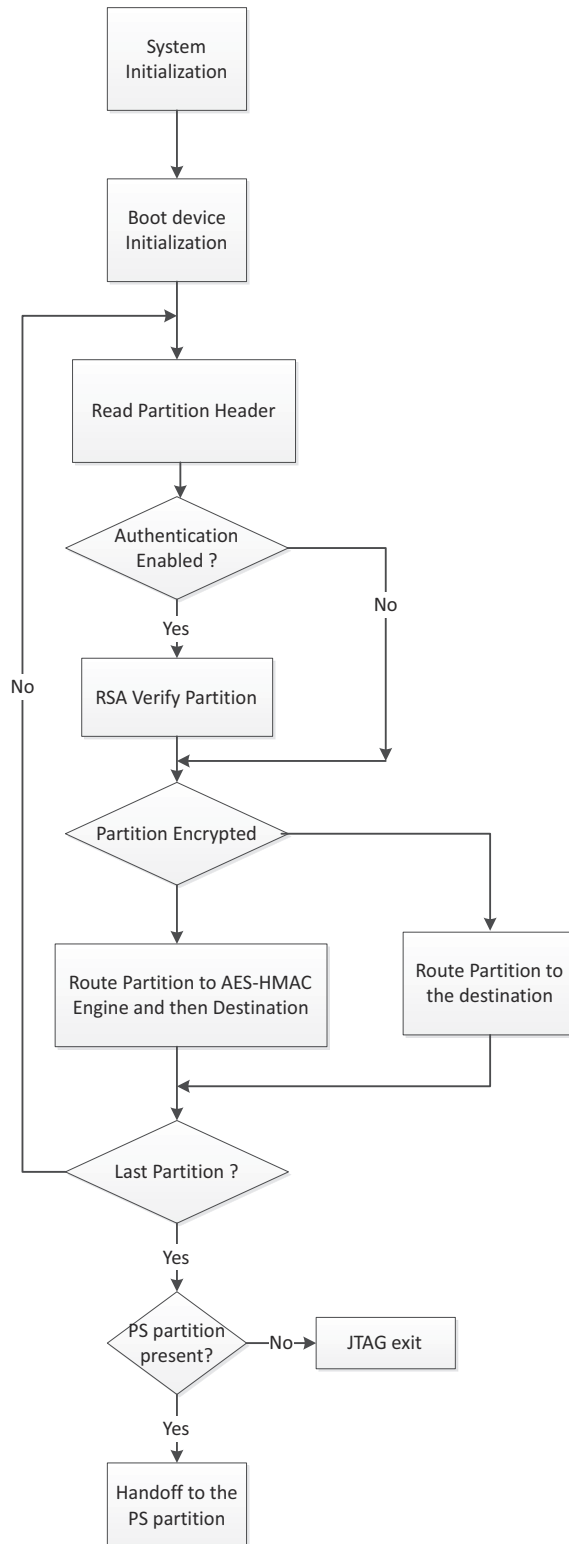 System
Initialization
Boot device
Initialization
Read Partition Header
Authentication
Enabled ?
No
Yes
No
RSA Verify Partition
Partition Encrypted
Route Partition to AES-HMAC
Engine and then Destination
Route Partition to
the destination
Last Partition ?
Yes
PS partition
present?
No
JTAG exit
Yes
Handoff to the
PS partition